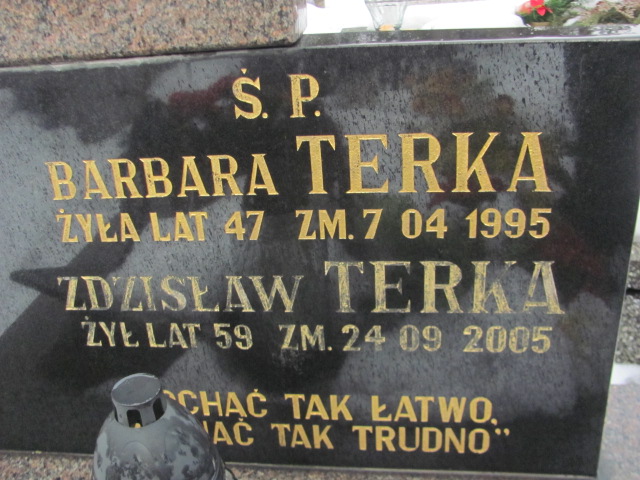 Ś. P.
BARBARA TERKA
ŻYŁA LAT 47 ZM. 7 04 1995
ZDZISŁAW TERKA
ŻYŁ LAT 59 ZM. 24 09 2005
TAK ŁATWO,
TAK TRUDNO”